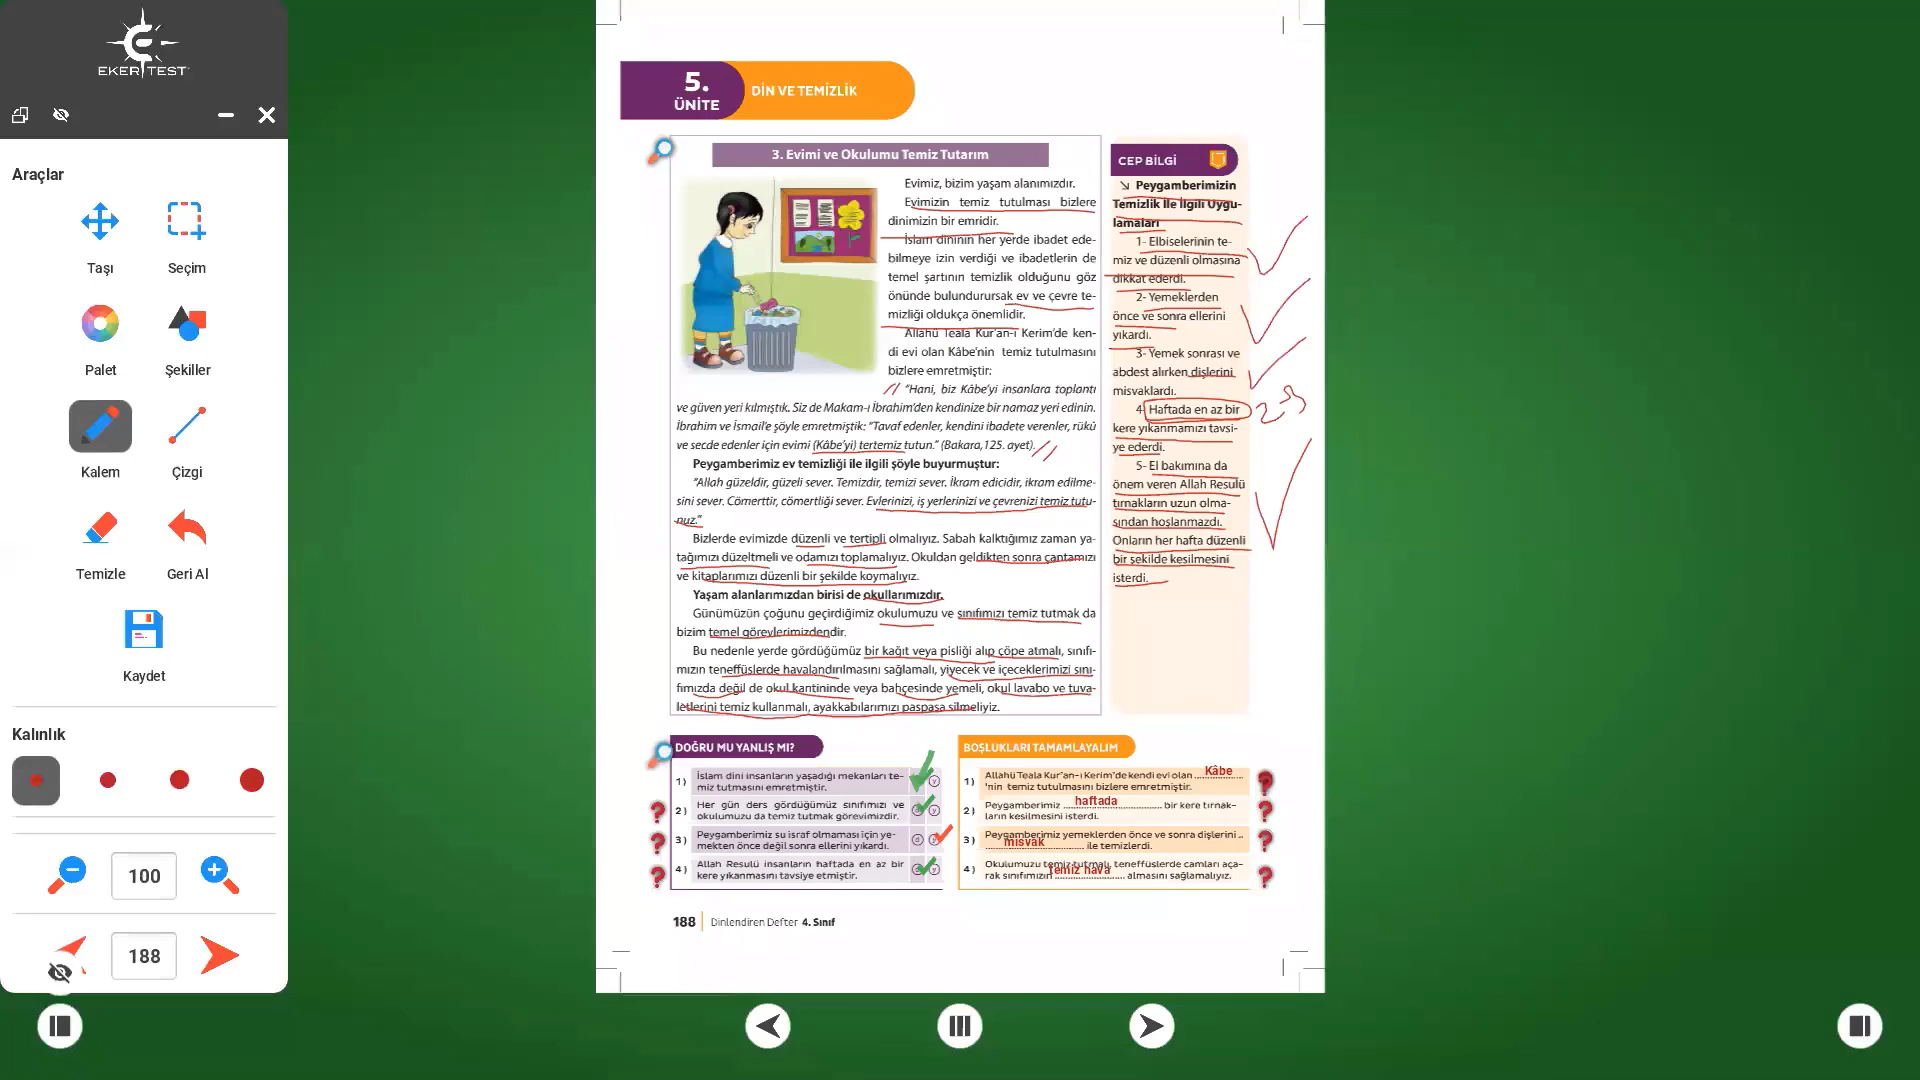 EKER TEST
Araçlar
Taşı
Seçim
Palet
Şekiller
Kalem
Çizgi
Temizle
Geri Al
Kaydet
Kalınlık
100
188
5.
ÜNİTE
DİN VE TEMİZLİK
3. Evimi ve Okulumu Temiz Tutarım
Evimiz, bizim yaşam alanımızdır.
Evimizin temiz tutulması bizlere
dinimizin bir emridir.
İslam dininin her yerde ibadet ede-
bilmeye izin verdiği ve ibadetlerin de
temel şartının temizlik olduğunu göz
önünde bulundurursak ev ve çevre te-
mizliği oldukça önemlidir.
Allahü Teala Kur'an-ı Kerim'de ken-
di evi olan Kâbe'nin temiz tutulmasını
bizlere emretmiştir:
"Hani, biz Kâbe'yi insanlara toplantı
ve güven yeri kılmıştık. Siz de Makam-ı İbrahim'den kendinize bir namaz yeri edinin.
İbrahim ve İsmail'e şöyle emretmiştik: "Tavaf edenler, kendini ibadete verenler, rükû
ve secde edenler için evimi (Kâbe'yi) tertemiz tutun." (Bakara,125. ayet).
Peygamberimiz ev temizliği ile ilgili şöyle buyurmuştur:
"Allah güzeldir, güzeli sever. Temizdir, temizi sever. İkram edicidir, ikram edilme-
sini sever. Cömerttir, cömertliği sever. Evlerinizi, iş yerlerinizi ve çevrenizi temiz tutu-
nuz."
Bizlerde evimizde düzenli ve tertipli olmalıyız. Sabah kalktığımız zaman ya-
tağımızı düzeltmeli ve odamızı toplamalıyız. Okuldan geldikten sonra çantamızı
ve kitaplarımızı düzenli bir şekilde koymalıyız.
Yaşam alanlarımızdan birisi de okullarımızdır.
Günümüzün çoğunu geçirdiğimiz okulumuzu ve sınıfımızı temiz tutmak da
bizim temel görevlerimizdendir.
Bu nedenle yerde gördüğümüz bir kağıt veya pisliği alıp çöpe atmalı, sınıfı-
mızın teneffüslerde havalandırılmasını sağlamalı, yiyecek ve içeceklerimizi sını-
fımızda değil de okul kantininde veya bahçesinde yemeli, okul lavabo ve tuva-
letlerini temiz kullanmalı, ayakkabılarımızı paspasa silmeliyiz.
CEP BİLGİ
↘ Peygamberimizin
Temizlik İle İlgili Uygu-
lamaları
1- Elbiselerinin te-
miz ve düzenli olmasına
dikkat ederdi.
2- Yemeklerden
önce ve sonra ellerini
yıkardı.
3- Yemek sonrası ve
abdest alırken dişlerini
misvaklardı.
4- Haftada en az bir
kere yıkanmamızı tavsi-
ye ederdi.
5- El bakımına da
önem veren Allah Resulü
tırnakların uzun olma-
sından hoşlanmazdı.
Onların her hafta düzenli
bir şekilde kesilmesini
isterdi.
2-3
DOĞRU MU YANLIŞ MI?
1) İslam dini insanların yaşadığı mekanları te-
miz tutmasını emretmiştir. y
2) Her gün ders gördüğümüz sınıfımızı ve
okulumuzu da temiz tutmak görevimizdir. d y
3) Peygamberimiz su israf olmaması için ye-
mekten önce değil sonra ellerini yıkardı. d y
4) Allah Resulü insanların haftada en az bir
kere yıkanmasını tavsiye etmiştir. d y
BOŞLUKLARI TAMAMLAYALIM
1) Allahü Teala Kur'an-ı Kerim'de kendi evi olan Kâbe
'nin temiz tutulmasını bizlere emretmiştir.
2) Peygamberimiz haftada bir kere tırnak-
ların kesilmesini isterdi.
3) Peygamberimiz yemeklerden önce ve sonra dişlerini ..
misvak ile temizlerdi.
4) Okulumuzu temiz tutmalı, teneffüslerde camları aça-
rak sınıfımızın temiz hava almasını sağlamalıyız.
188 Dinlendiren Defter 4. Sınıf